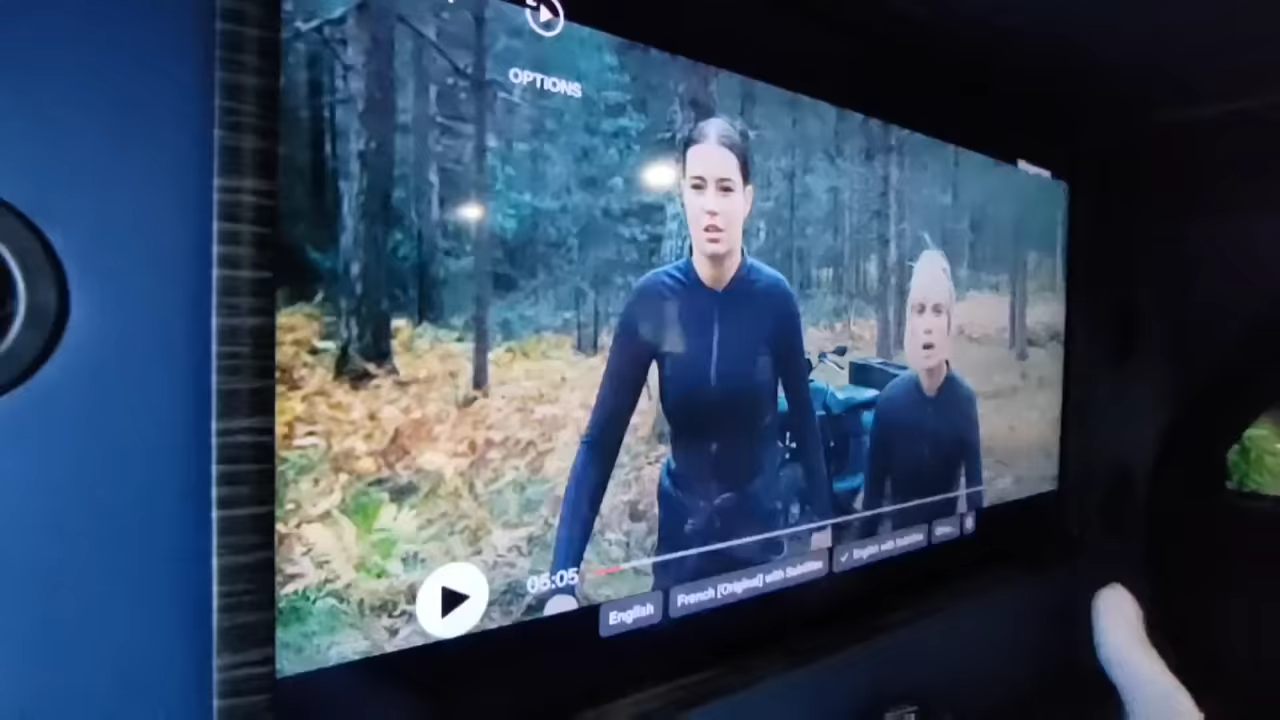 OPTIONS
05:05
English
French [Original] with Subtitles
✓ English with Subtitles